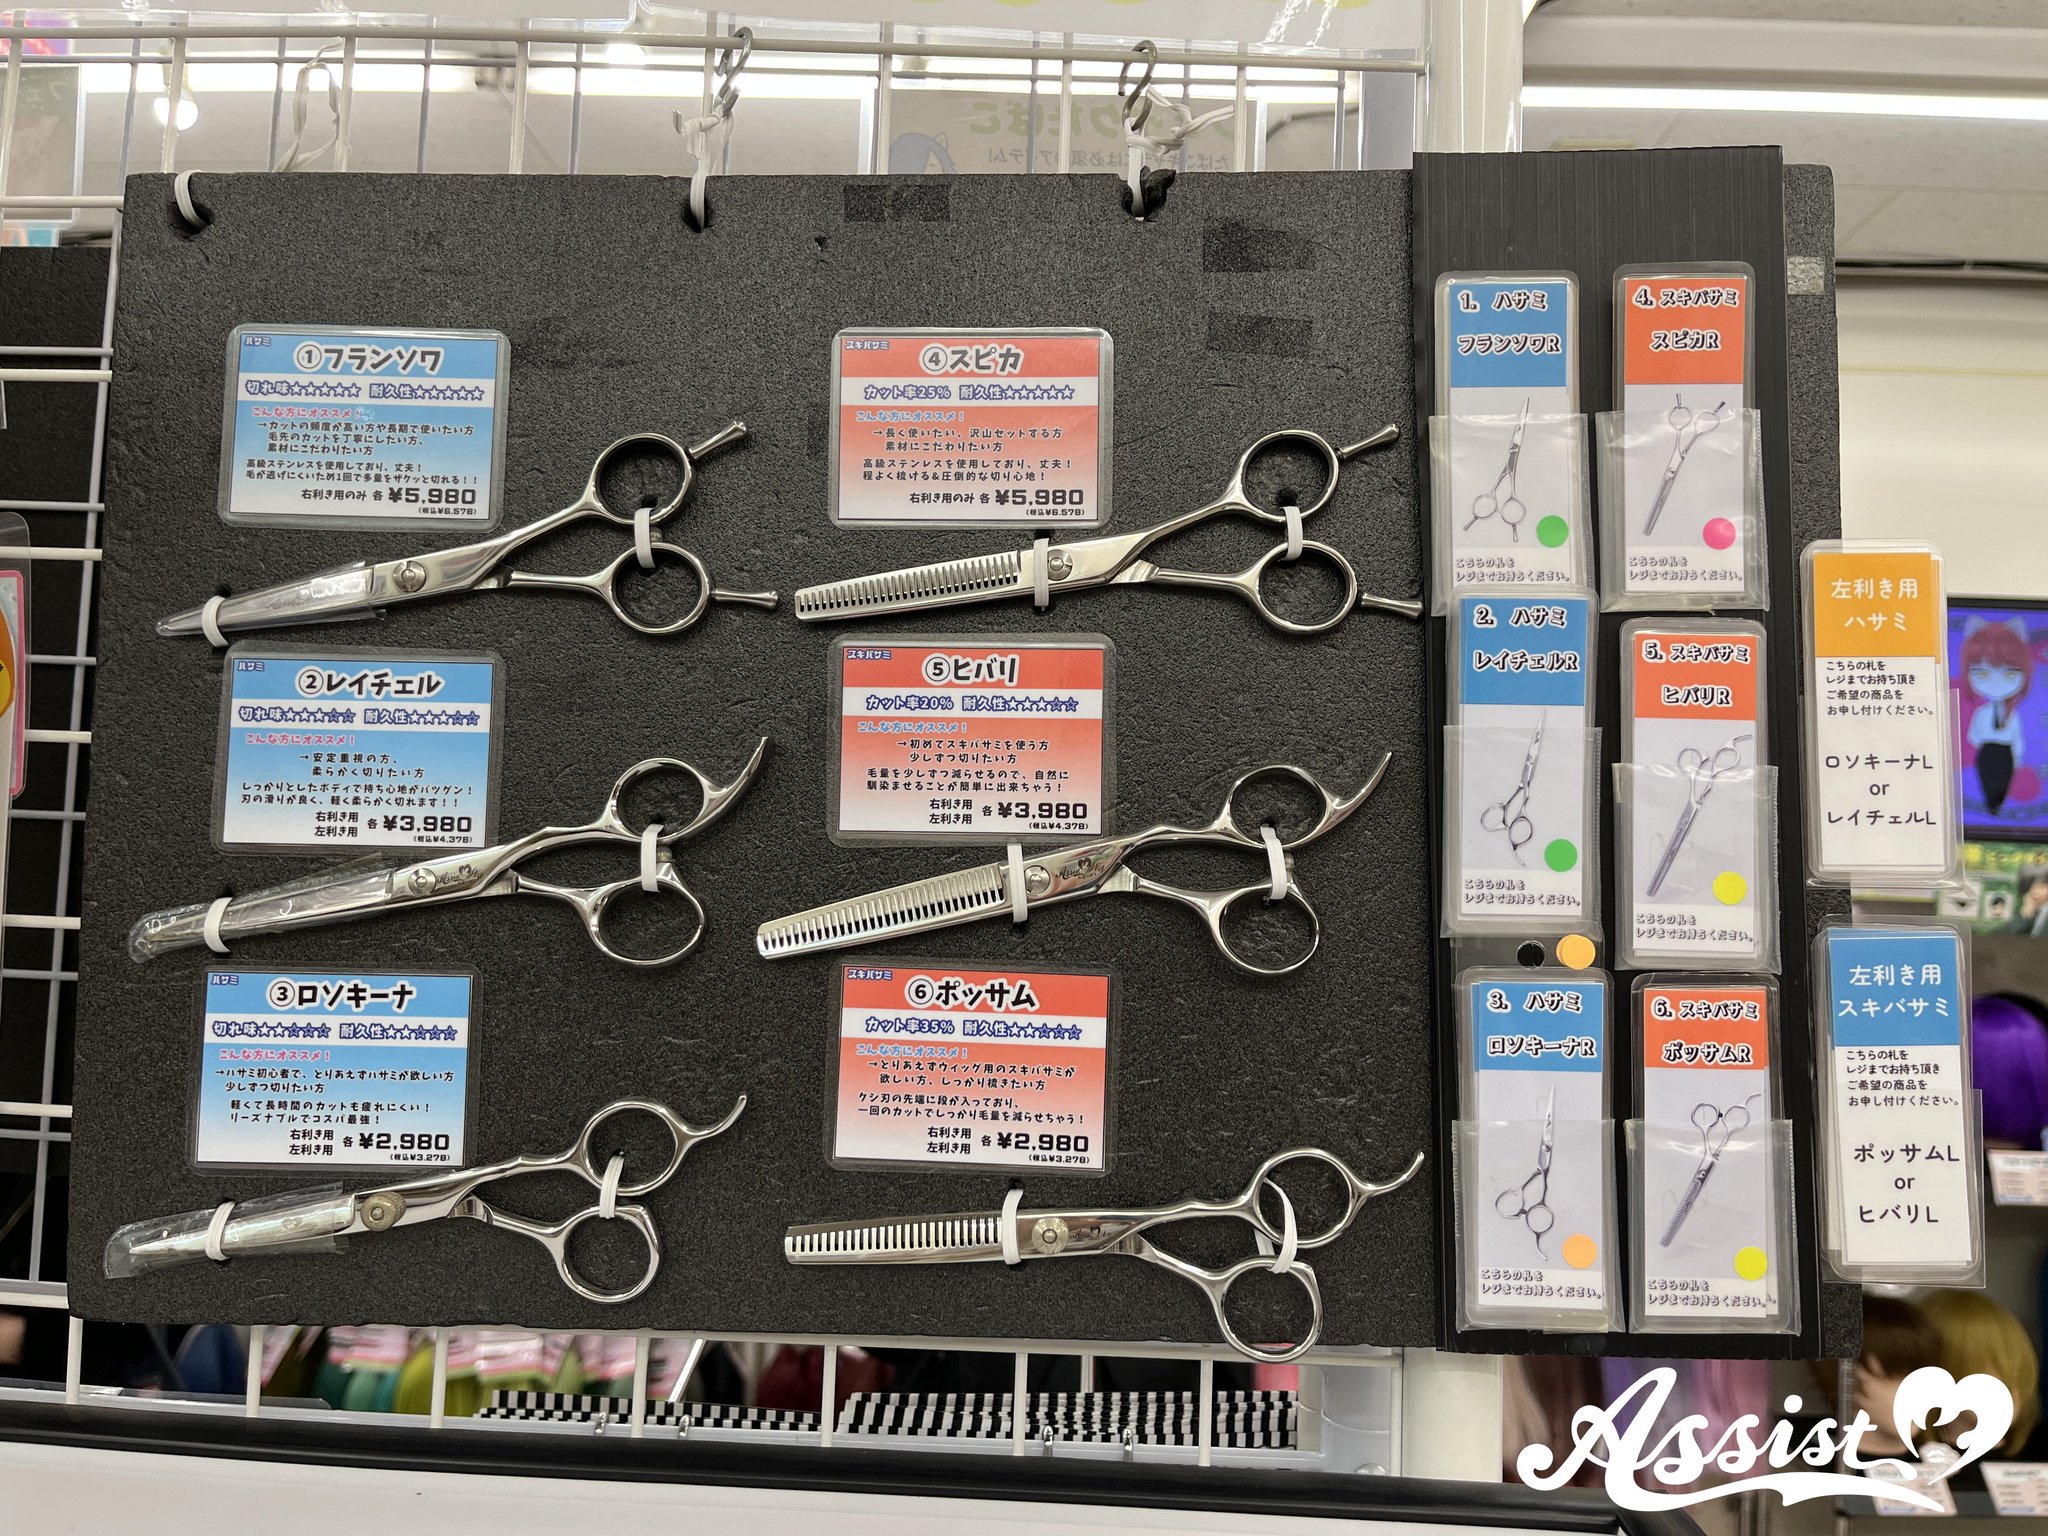 ハサミ
①フランソワ
切れ味★★★★★ 耐久性★★★★★
こんな方にオススメ!
→カットの頻度が高い方や長期で使いたい方
毛先のカットを丁寧にしたい方、
素材にこだわりたい方
高級ステンレスを使用しており、丈夫!
毛が逃げにくいため1回で多量をザクッと切れる!!
右利き用のみ 各 ¥5,980
(税込¥6,578)
スキバサミ
④スピカ
カット率25% 耐久性★★★★★
こんな方にオススメ!
→長く使いたい、沢山セットする方
素材にこだわりたい方
高級ステンレスを使用しており、丈夫!
程よく梳ける&圧倒的な切り心地!
右利き用のみ 各 ¥5,980
(税込¥6,578)
ハサミ
②レイチェル
切れ味★★★☆☆ 耐久性★★★☆☆
こんな方にオススメ!
→安定重視の方、
柔らかく切りたい方
しっかりとしたボディで持ち心地がバツグン!
刃の滑りが良く、軽く柔らかく切れます!!
右利き用
左利き用
各 ¥3,980
(税込¥4,378)
スキバサミ
⑤ヒバリ
カット率20% 耐久性★★★☆☆
こんな方にオススメ!
→初めてスキバサミを使う方
少しずつ切りたい方
毛量を少しずつ減らせるので、自然に
馴染ませることが簡単に出来ちゃう!
右利き用
左利き用
各 ¥3,980
(税込¥4,378)
ハサミ
③ロソキーナ
切れ味★★☆☆☆ 耐久性★★☆☆☆
こんな方にオススメ!
→ハサミ初心者で、とりあえずハサミが欲しい方
少しずつ切りたい方
軽くて長時間のカットも疲れにくい!
リーズナブルでコスパ最強!
右利き用
左利き用
各 ¥2,980
(税込¥3,278)
スキバサミ
⑥ポッサム
カット率35% 耐久性★★☆☆☆
こんな方にオススメ!
→とりあえずウィッグ用のスキバサミが
欲しい方、しっかり梳きたい方
クシ刃の先端に段が入っており、
一回のカットでしっかり毛量を減らせちゃう!
右利き用
左利き用
各 ¥2,980
(税込¥3,278)
1. ハサミ
フランソワR
こちらの札を
レジまでお持ちください。
4. スキバサミ
スピカR
こちらの札を
レジまでお持ちください。
2. ハサミ
レイチェルR
こちらの札を
レジまでお持ちください。
5. スキバサミ
ヒバリR
こちらの札を
レジまでお持ちください。
3. ハサミ
ロソキーナR
こちらの札を
レジまでお持ちください。
6. スキバサミ
ポッサムR
こちらの札を
レジまでお持ちください。
左利き用
ハサミ
こちらの札を
レジまでお持ち頂き
ご希望の商品を
お申し付けください。
ロソキーナL
or
レイチェルL
左利き用
スキバサミ
こちらの札を
レジまでお持ち頂き
ご希望の商品を
お申し付けください。
ポッサムL
or
ヒバリL
Assist